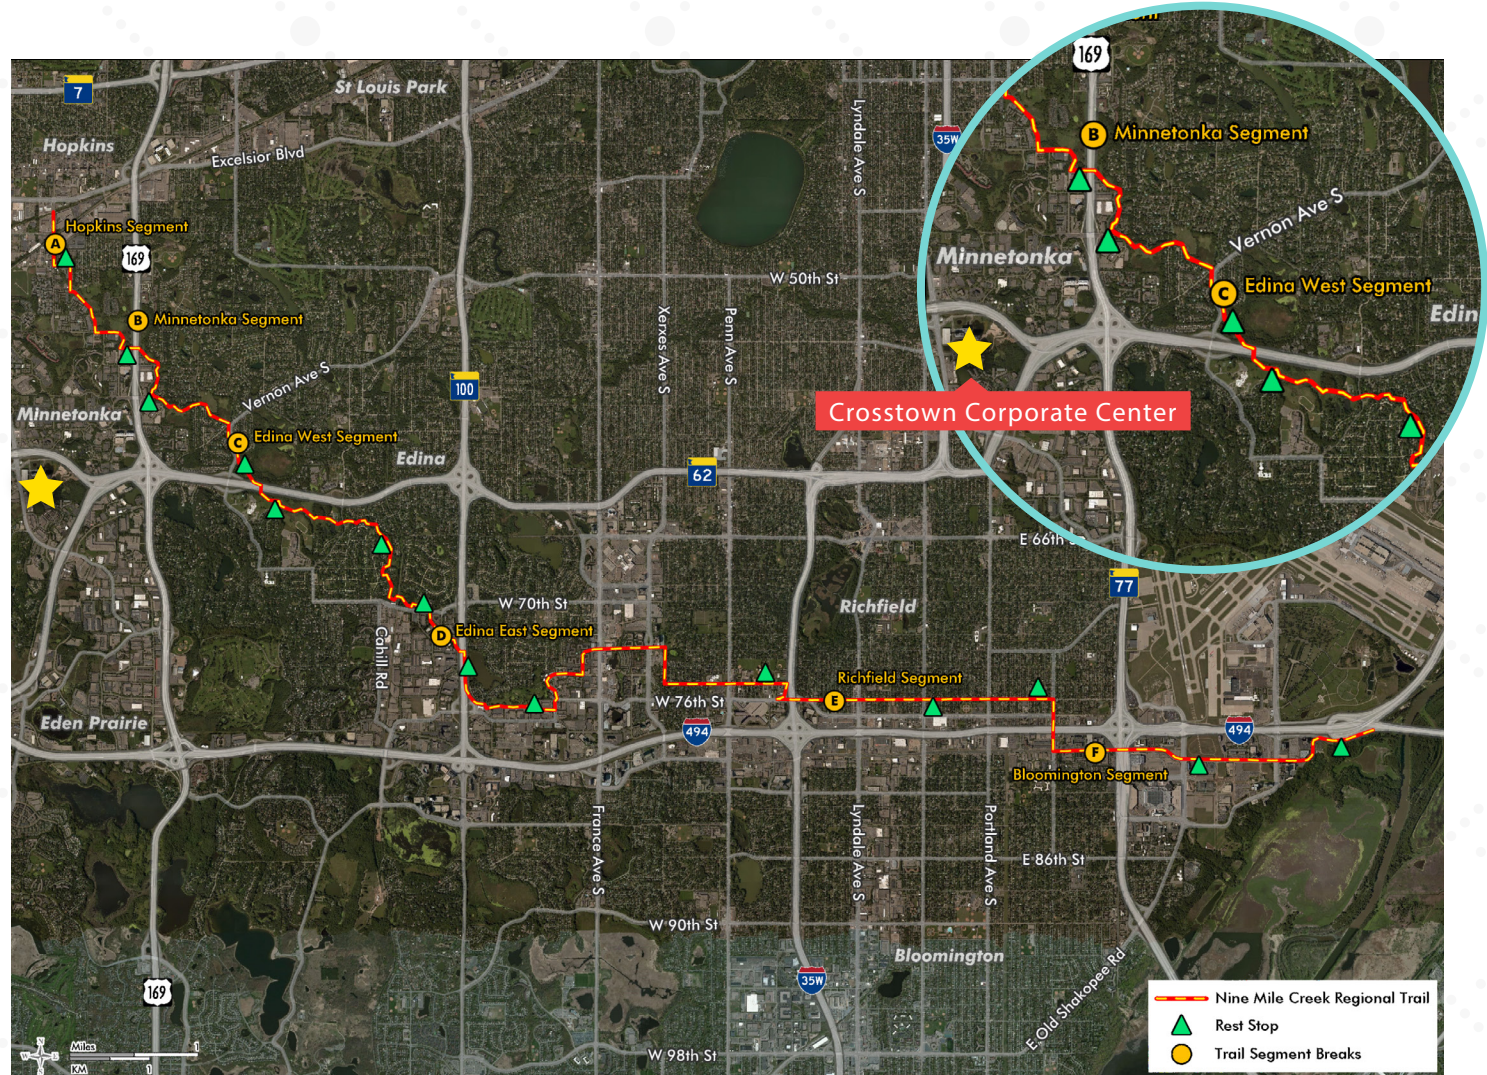 7
St Louis Park
Hopkins
Excelsior Blvd
Hopkins Segment
A
169
B
Minnetonka Segment
Vernon Ave S
Minnetonka
C
Edina West Segment
Edina
100
W 50th St
Xerxes Ave S
Penn Ave S
Lyndale Ave S
35W
62
169
B
Minnetonka Segment
Vernon Ave S
Minnetonka
C
Edina West Segment
Edin
Crosstown Corporate Center
E 66th S
77
W 70th St
Richfield
D
Edina East Segment
Cahill Rd
Richfield Segment
E
W 76th St
494
494
Eden Prairie
F
Bloomington Segment
France Ave S
Lyndale Ave S
Portland Ave S
E 86th St
W 90th St
Bloomington
35W
169
E Old Shakopee Rd
W 98th St
N
W
E
S
Miles
1
KM
1
Nine Mile Creek Regional Trail
Rest Stop
Trail Segment Breaks